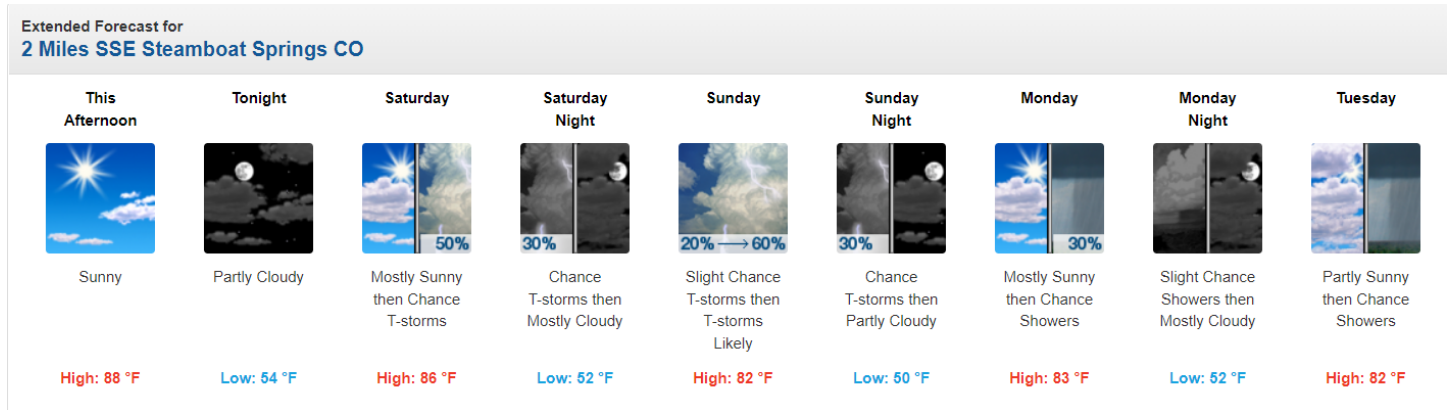 Extended Forecast for
2 Miles SSE Steamboat Springs CO
This
Afternoon
Sunny
High: 88 °F
Tonight
Partly Cloudy
Low: 54 °F
Saturday
50%
Mostly Sunny
then Chance
T-storms
High: 86 °F
Saturday
Night
30%
Chance
T-storms then
Mostly Cloudy
Low: 52 °F
Sunday
20% → 60%
Slight Chance
T-storms then
T-storms
Likely
High: 82 °F
Sunday
Night
30%
Chance
T-storms then
Partly Cloudy
Low: 50 °F
Monday
30%
Mostly Sunny
then Chance
Showers
High: 83 °F
Monday
Night
Slight Chance
Showers then
Mostly Cloudy
Low: 52 °F
Tuesday
Partly Sunny
then Chance
Showers
High: 82 °F